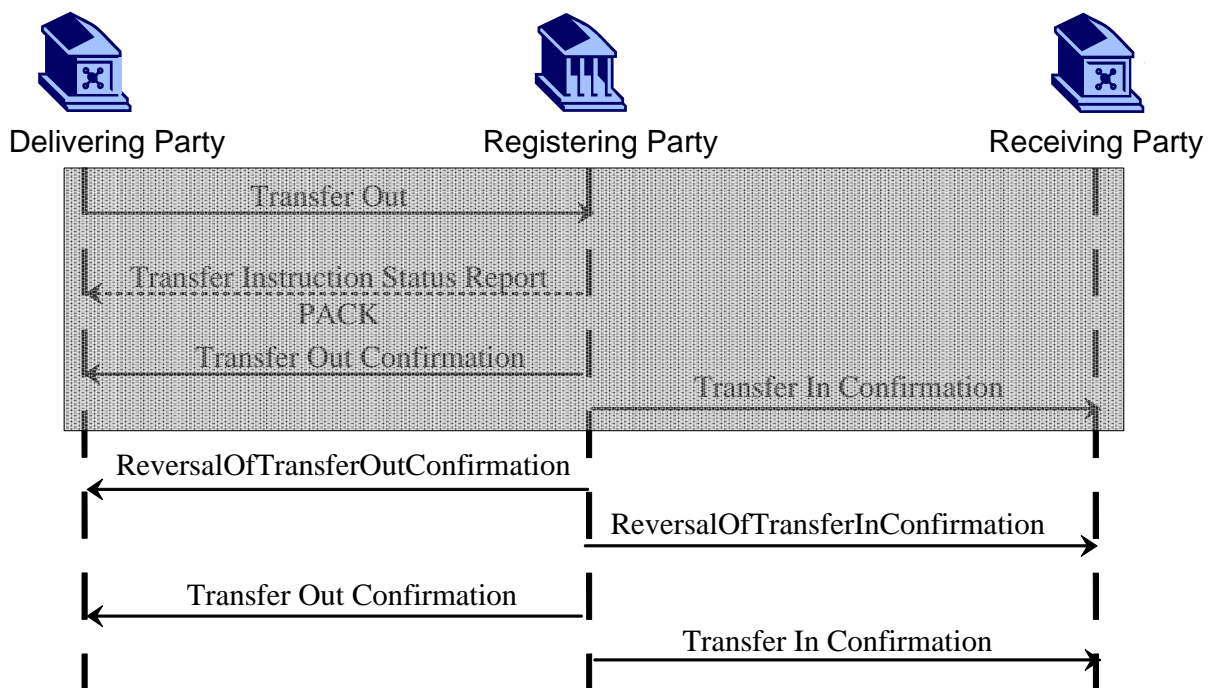 Delivering Party
Registering Party
Receiving Party
Transfer Out
Transfer Instruction Status Report
PACK
Transfer Out Confirmation
Transfer In Confirmation
ReversalOfTransferOutConfirmation
ReversalOfTransferInConfirmation
Transfer Out Confirmation
Transfer In Confirmation